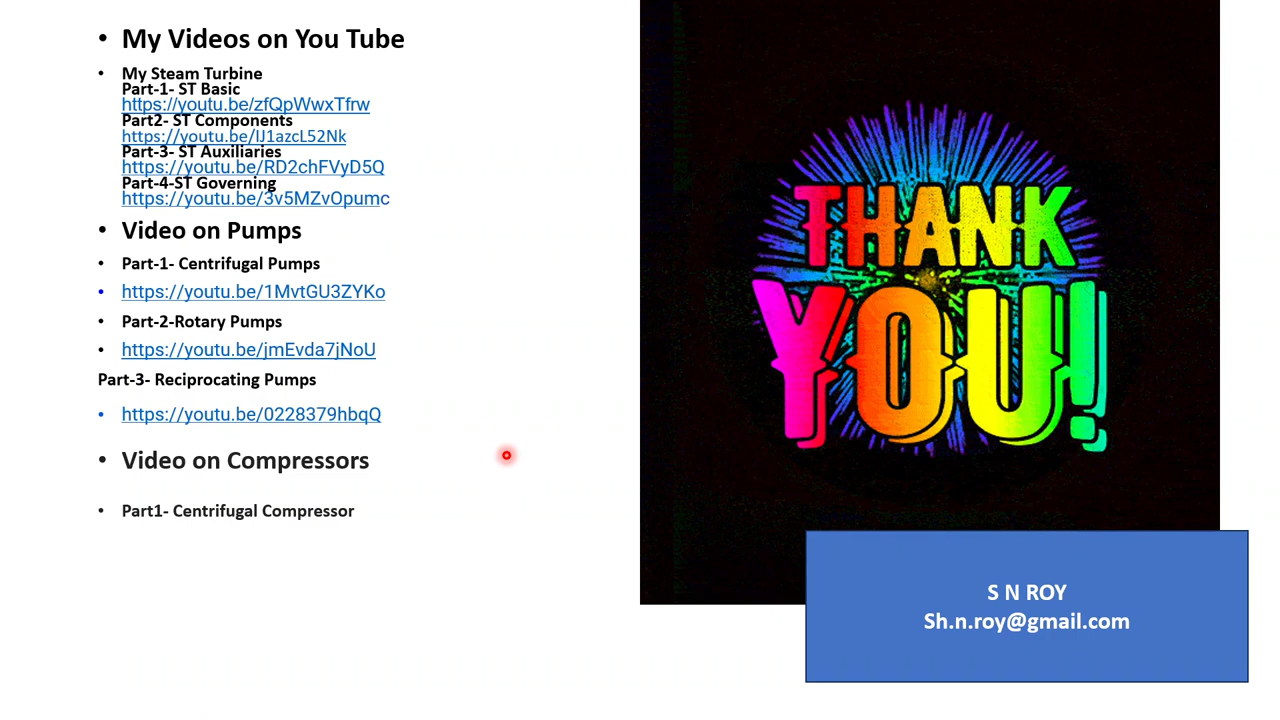 • My Videos on You Tube
• My Steam Turbine
Part-1- ST Basic
https://youtu.be/zfQpWwxTfrw
Part2- ST Components
https://youtu.be/IJ1azcL52Nk
Part-3- ST Auxiliaries
https://youtu.be/RD2chFVyD5Q
Part-4-ST Governing
https://youtu.be/3v5MZvOpumc
• Video on Pumps
• Part-1- Centrifugal Pumps
• https://youtu.be/1MvtGU3ZYKo
• Part-2-Rotary Pumps
• https://youtu.be/jmEvda7jNoU
Part-3- Reciprocating Pumps
• https://youtu.be/0228379hbqQ
• Video on Compressors
• Part1- Centrifugal Compressor
THANK
YOU!
S N ROY
Sh.n.roy@gmail.com